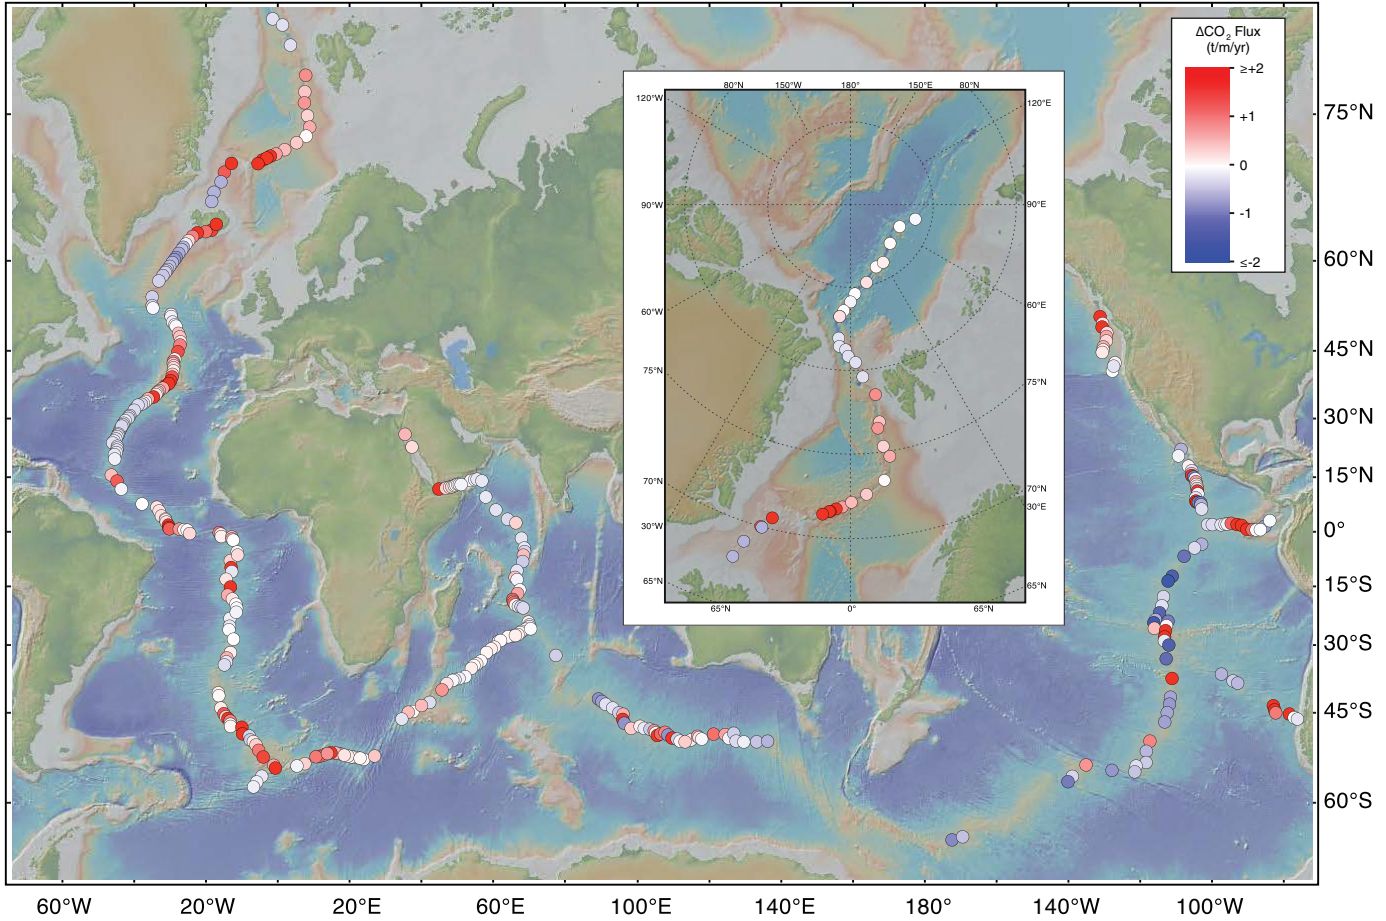 ΔCO₂ Flux
(t/m/yr)
≥+2
+1
0
-1
≤-2
80°N 150°W 180° 150°E 80°N
120°W 120°E
90°W 90°E
60°W 60°E
75°N 75°N
70°N 70°N
30°W 30°E
65°N 65°N
65°N 0° 65°N
75°N
60°N
45°N
30°N
15°N
0°
15°S
30°S
45°S
60°S
60°W 20°W 20°E 60°E 100°E 140°E 180° 140°W 100°W